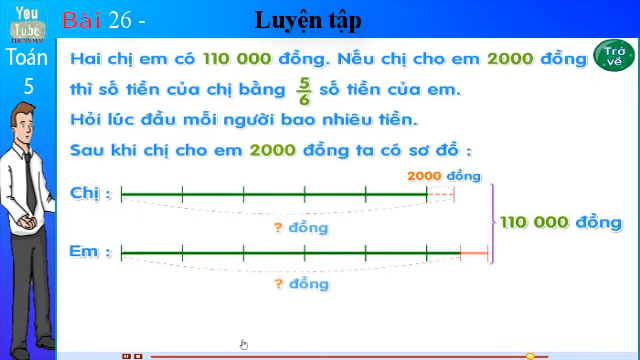 You
Tube
THUAN MAI
Bài 26 -
Luyện tập
Toán
5
Hai chị em có 110 000 đồng. Nếu chị cho em 2000 đồng
Trở
về
thì số tiền của chị bằng 5/6 số tiền của em.
Hỏi lúc đầu mỗi người bao nhiêu tiền.
Sau khi chị cho em 2000 đồng ta có sơ đồ :
2000 đồng
Chị :
? đồng
110 000 đồng
Em :
? đồng